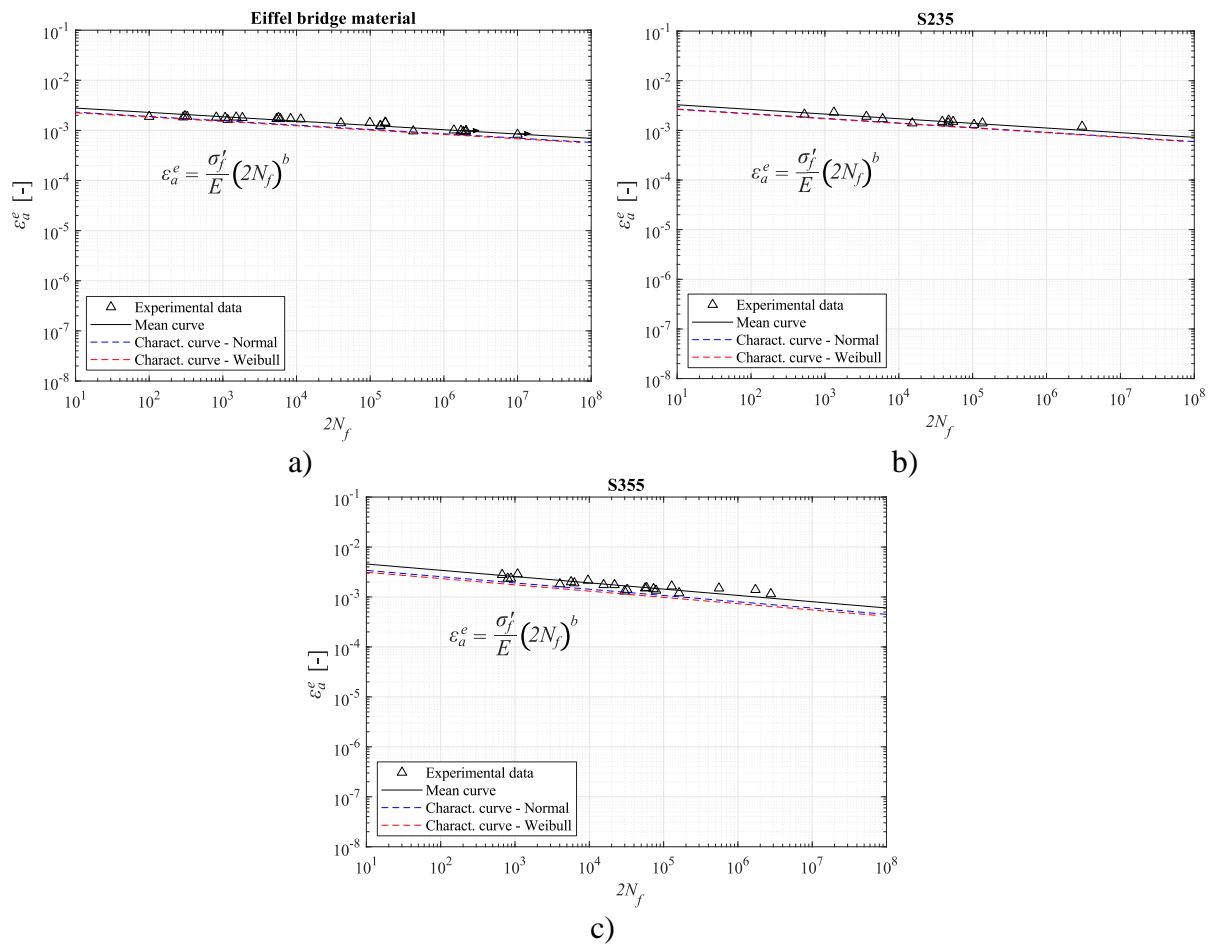 Eiffel bridge material
10^-1
10^-2
10^-3
10^-4
10^-5
10^-6
10^-7
10^-8
ε_a^e [-]
ε_a^e = σ'_f/E (2N_f)^b
Experimental data
Mean curve
Charact. curve - Normal
Charact. curve - Weibull
10^1 10^2 10^3 10^4 10^5 10^6 10^7 10^8
2N_f
a)
S235
10^-1
10^-2
10^-3
10^-4
10^-5
10^-6
10^-7
10^-8
ε_a^e [-]
ε_a^e = σ'_f/E (2N_f)^b
Experimental data
Mean curve
Charact. curve - Normal
Charact. curve - Weibull
10^1 10^2 10^3 10^4 10^5 10^6 10^7 10^8
2N_f
b)
S355
10^-1
10^-2
10^-3
10^-4
10^-5
10^-6
10^-7
10^-8
ε_a^e [-]
ε_a^e = σ'_f/E (2N_f)^b
Experimental data
Mean curve
Charact. curve - Normal
Charact. curve - Weibull
10^1 10^2 10^3 10^4 10^5 10^6 10^7 10^8
2N_f
c)